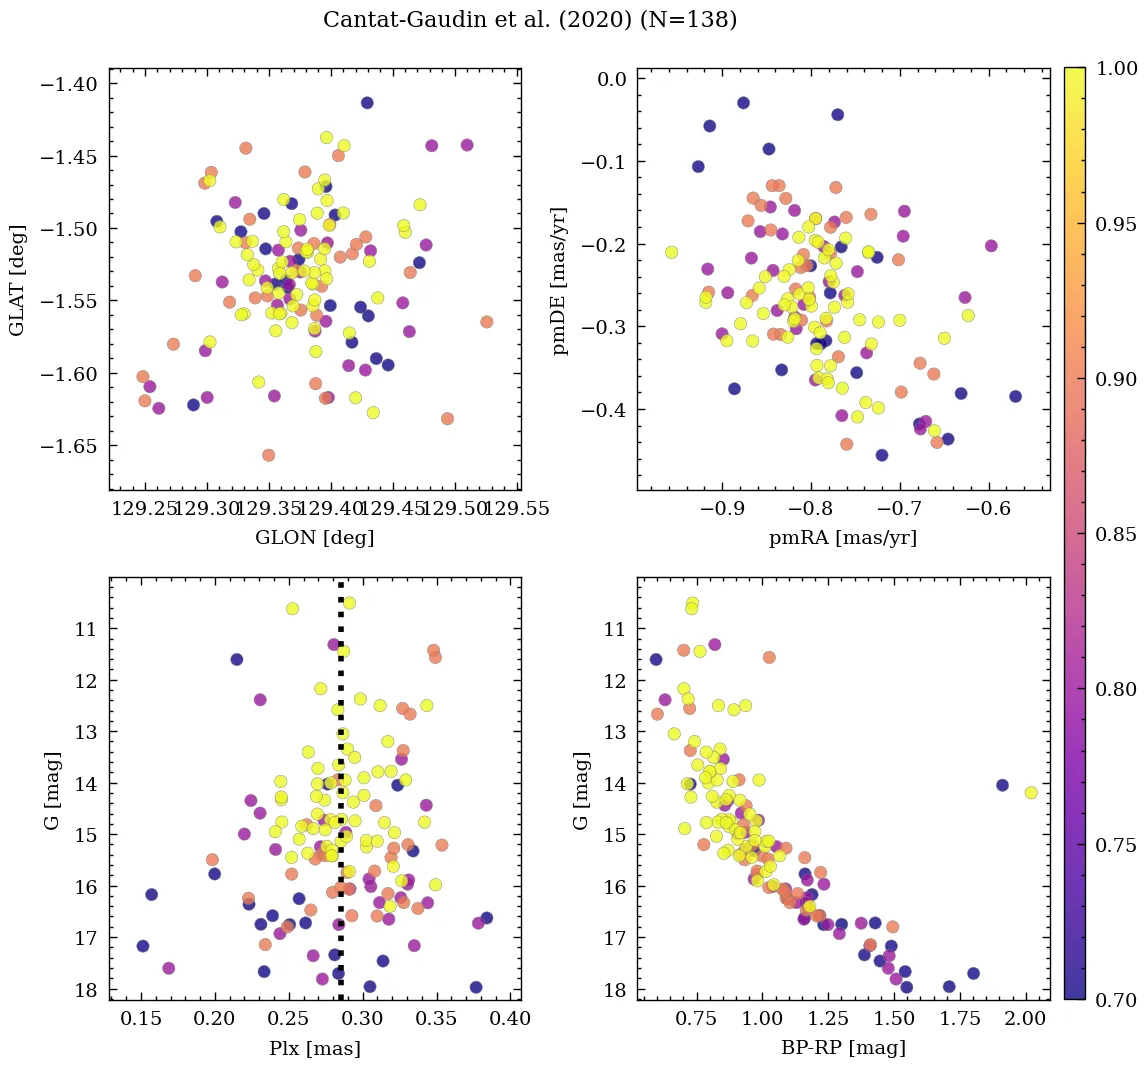 Cantat-Gaudin et al. (2020) (N=138)
−1.40
−1.45
−1.50
−1.55
−1.60
−1.65
GLAT [deg]
129.25 129.30 129.35 129.40 129.45 129.50 129.55
GLON [deg]
0.0
−0.1
−0.2
−0.3
−0.4
pmDE [mas/yr]
−0.9 −0.8 −0.7 −0.6
pmRA [mas/yr]
11
12
13
14
15
16
17
18
G [mag]
0.15 0.20 0.25 0.30 0.35 0.40
Plx [mas]
11
12
13
14
15
16
17
18
G [mag]
0.75 1.00 1.25 1.50 1.75 2.00
BP-RP [mag]
1.00
0.95
0.90
0.85
0.80
0.75
0.70